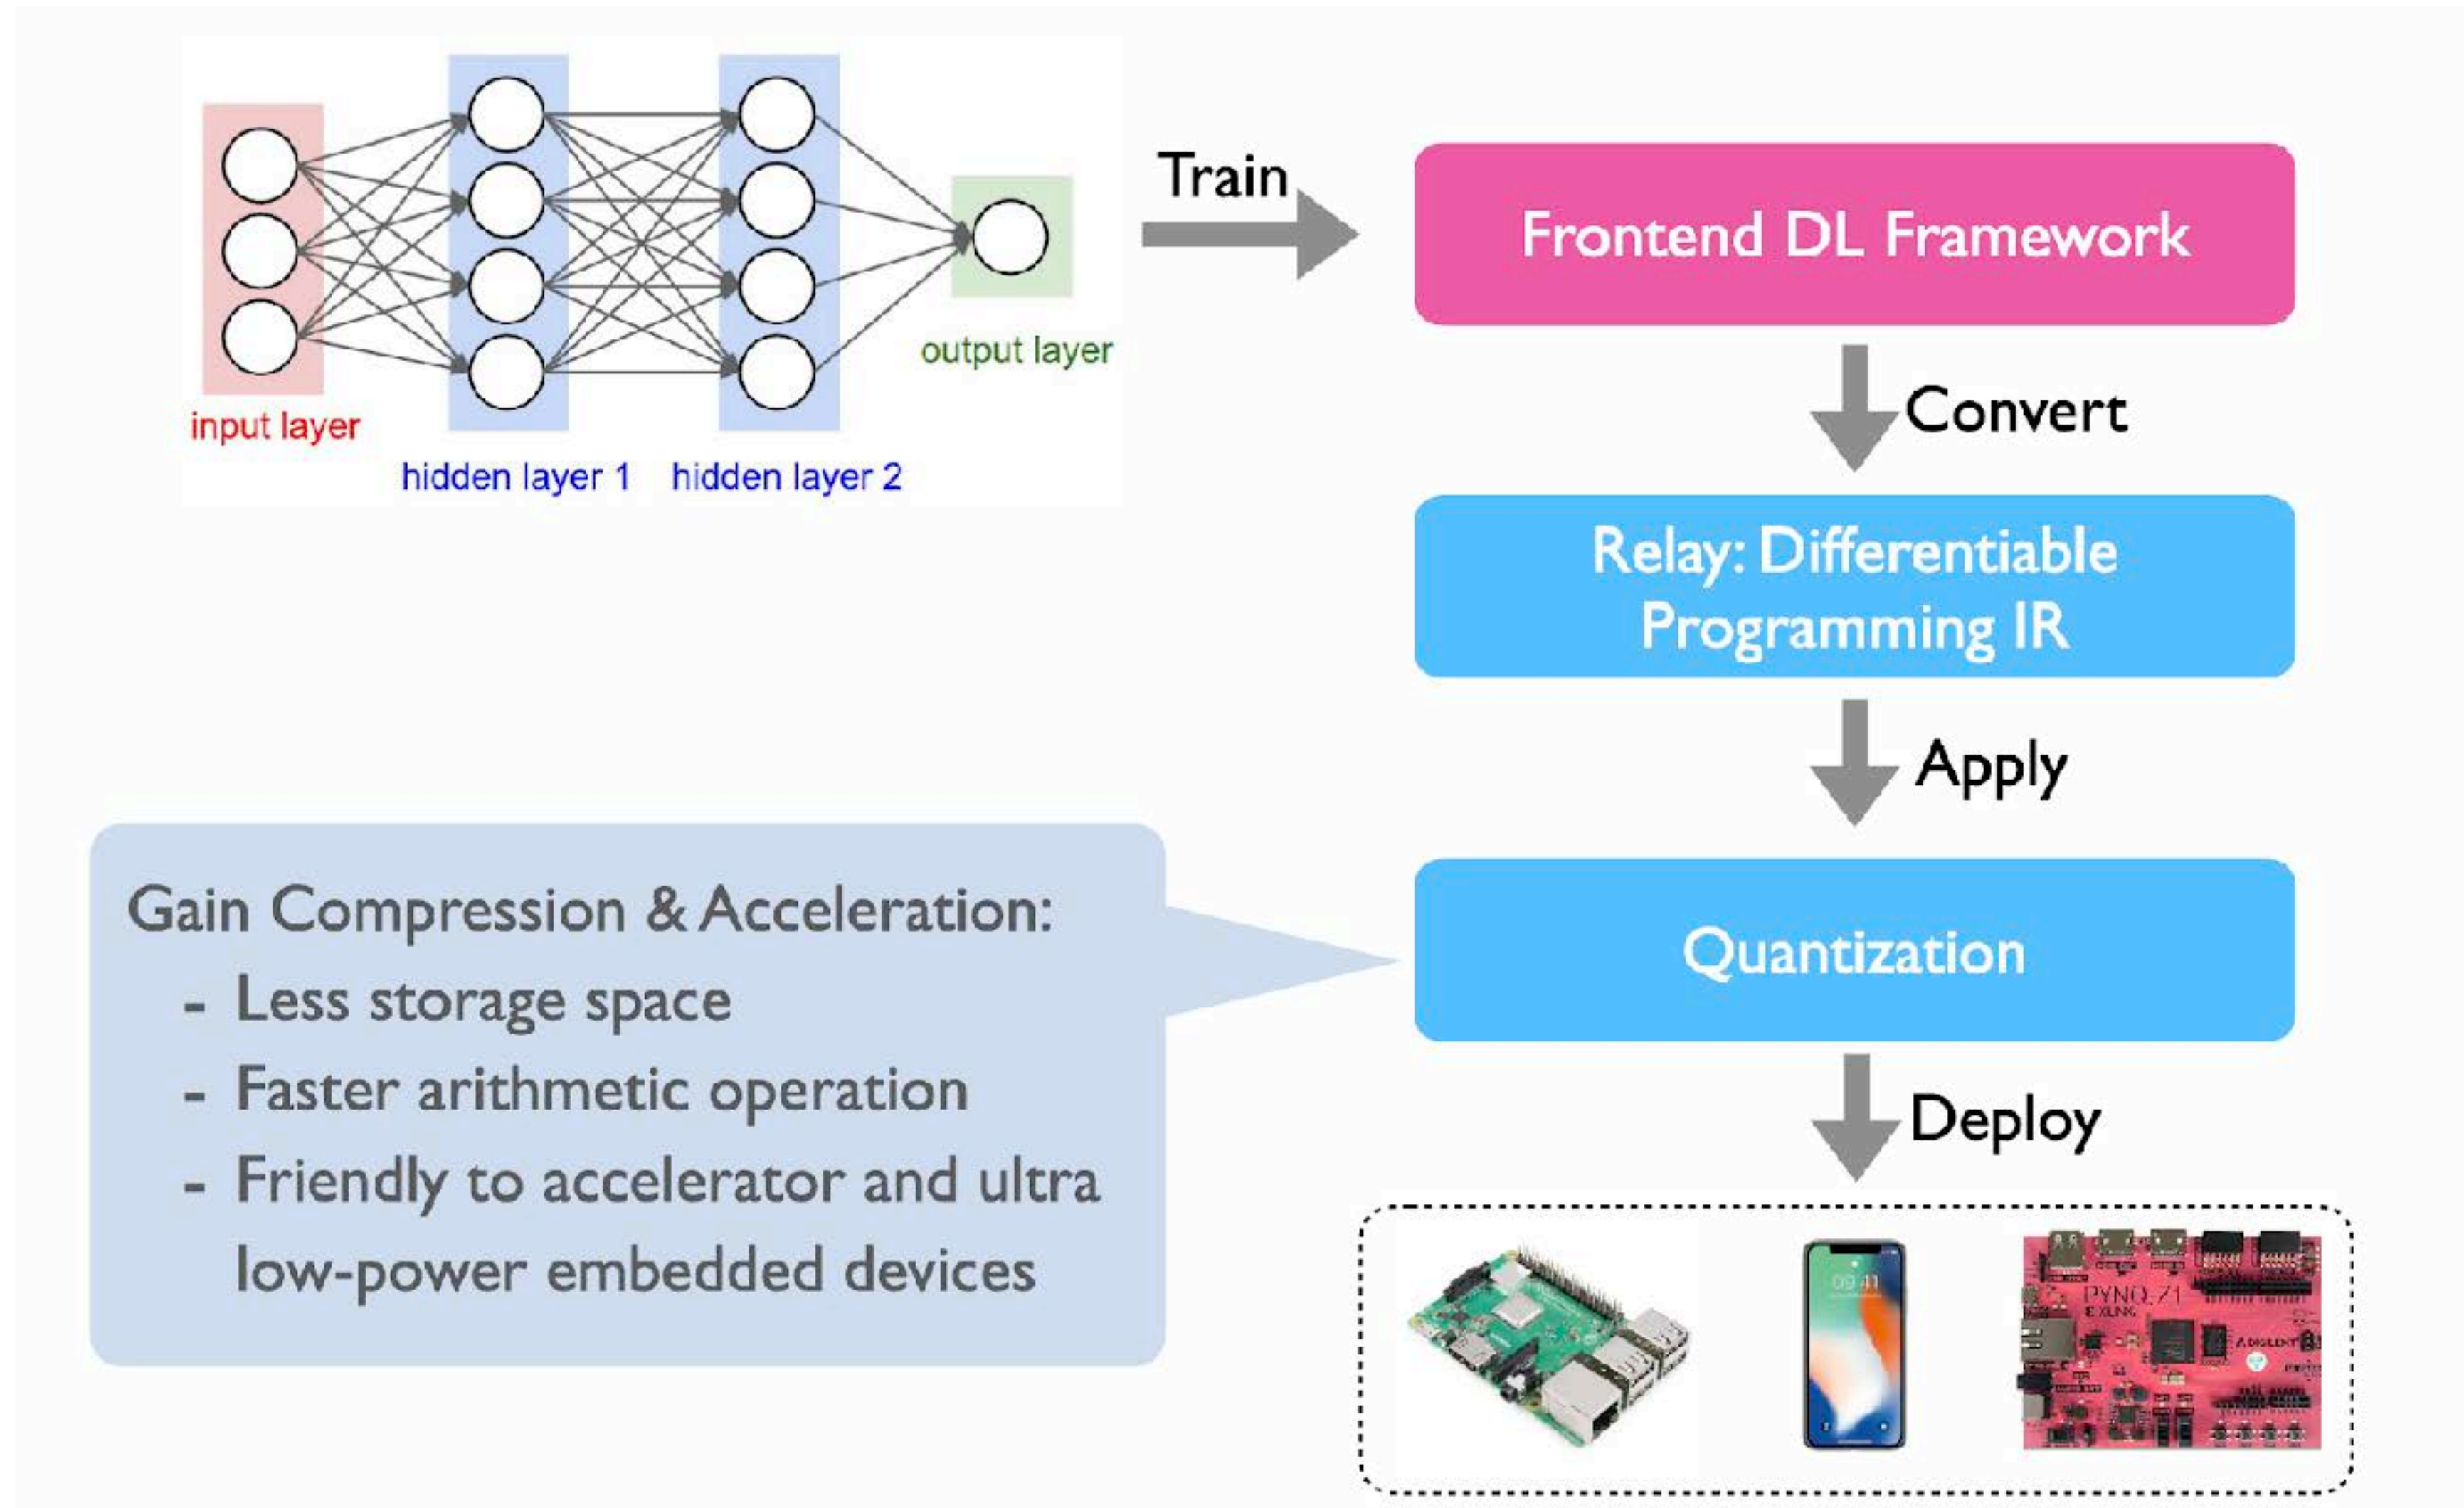 input layer
hidden layer 1
hidden layer 2
output layer
Train
Frontend DL Framework
Convert
Relay: Differentiable
Programming IR
Apply
Gain Compression & Acceleration:
- Less storage space
- Faster arithmetic operation
- Friendly to accelerator and ultra
low-power embedded devices
Quantization
Deploy
09 41
PYNQ-Z1